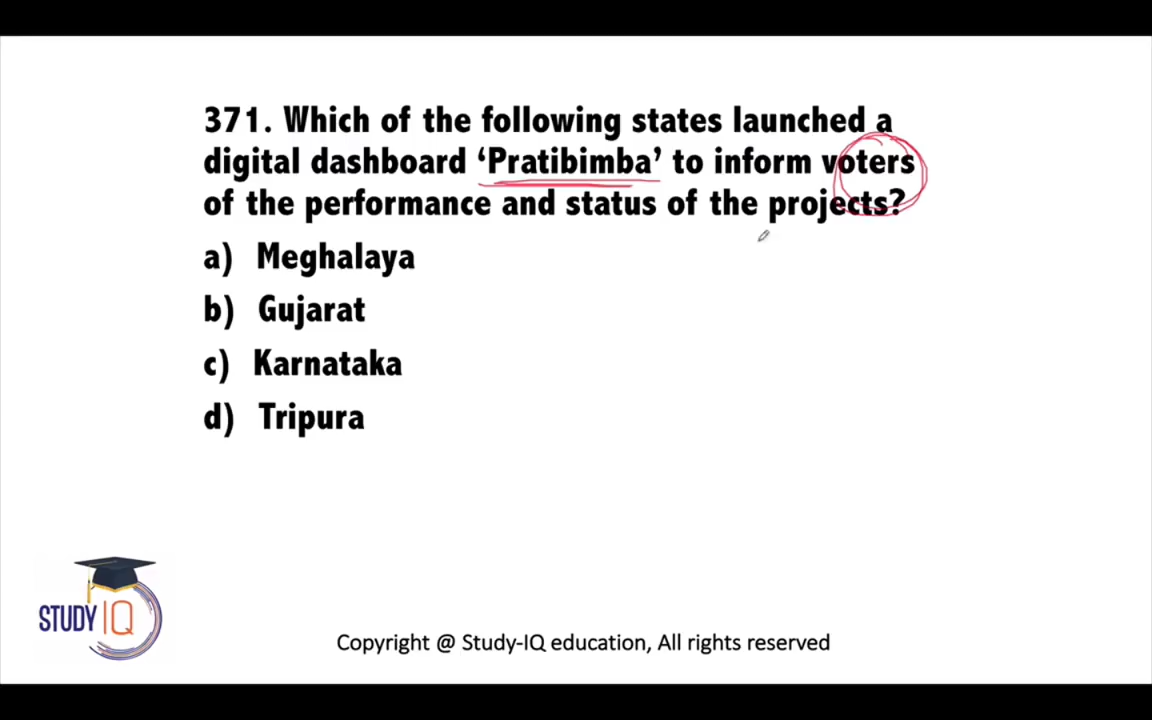 371. Which of the following states launched a
digital dashboard ‘Pratibimba’ to inform voters
of the performance and status of the projects?
a) Meghalaya
b) Gujarat
c) Karnataka
d) Tripura
STUDY IQ
Copyright @ Study-IQ education, All rights reserved